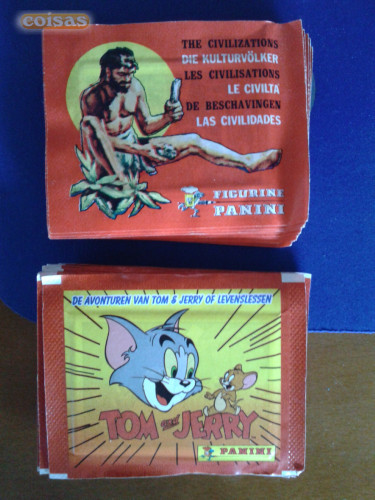 coisas
THE CIVILIZATIONS
DIE KULTURVÖLKER
LES CIVILISATIONS
LE CIVILTA
DE BESCHAVINGEN
LAS CIVILIDADES
FIGURINE
PANINI
DE AVONTUREN VAN TOM & JERRY OF LEVENSLESSEN
TOM and JERRY
PANINI